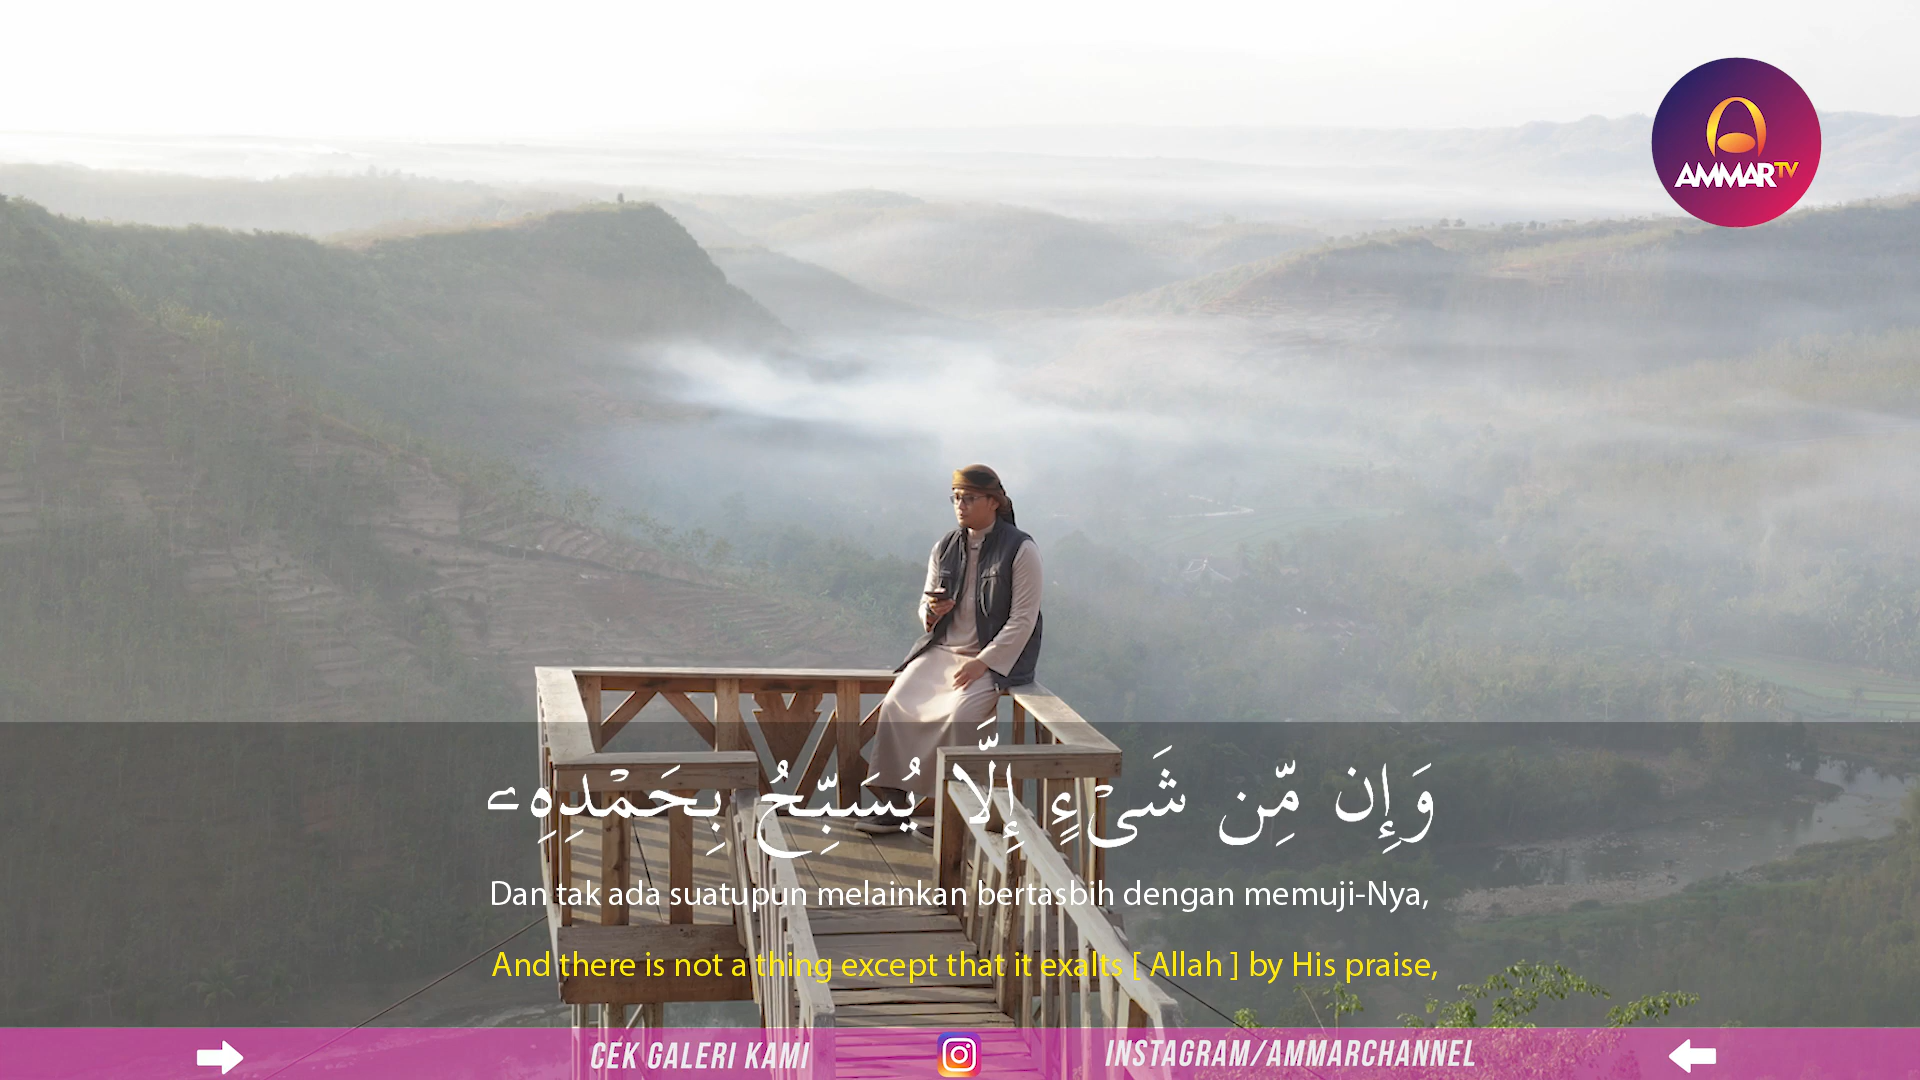 AMMARTV
وَإِن مِّن شَىْءٍ إِلَّا يُسَبِّحُ بِحَمْدِهِۦ
Dan tak ada suatupun melainkan bertasbih dengan memuji-Nya,
And there is not a thing except that it exalts [ Allah ] by His praise,
CEK GALERI KAMI
INSTAGRAM/AMMARCHANNEL